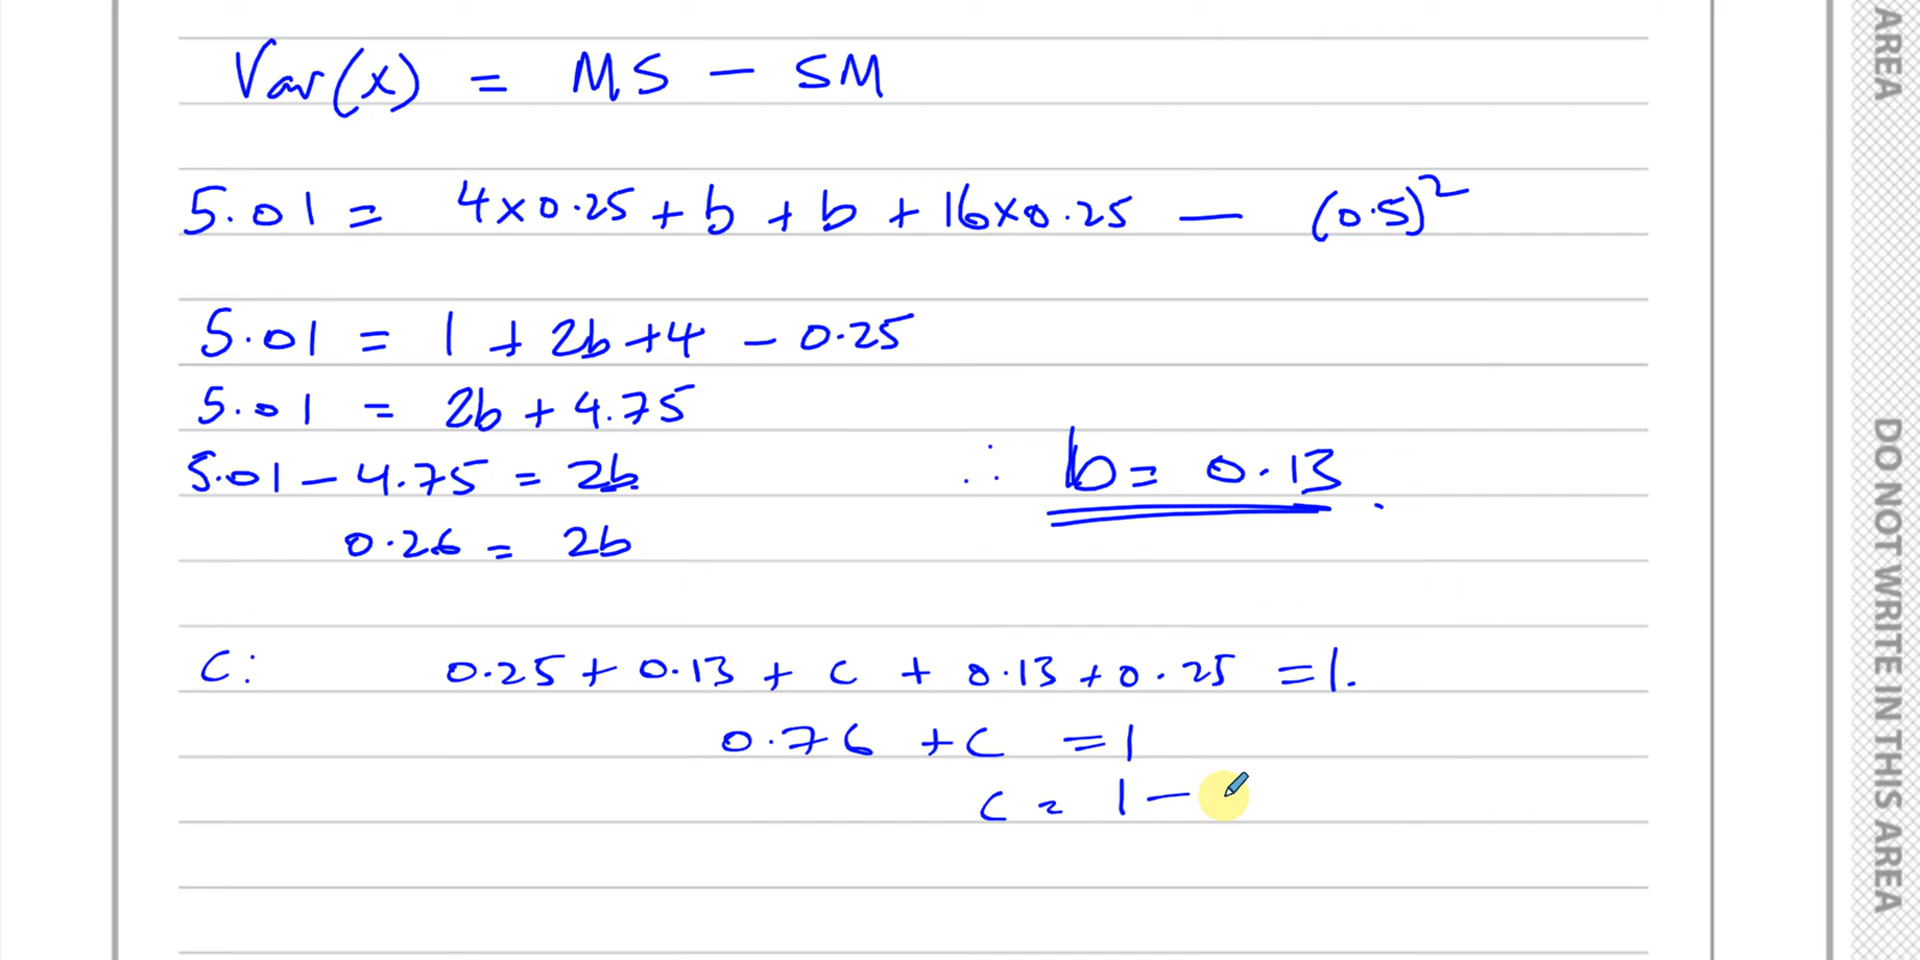 Var(x) = MS - SM
5.01 = 4×0.25 + b + b + 16×0.25 - (0.5)²
5.01 = 1 + 2b + 4 - 0.25
5.01 = 2b + 4.75
5.01 - 4.75 = 2b
∴ b = 0.13.
0.26 = 2b
C: 0.25 + 0.13 + c + 0.13 + 0.25 = 1.
0.76 + c = 1
c = 1 -
AREA
DO NOT WRITE IN THIS AREA